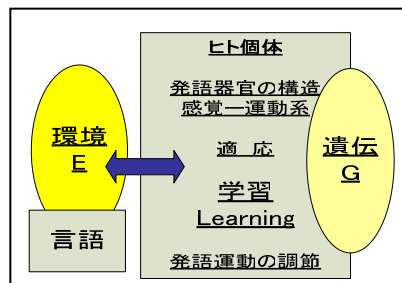 ヒト個体
発語器官の構造
感覚ー運動系
適 応
学習
Learning
発語運動の調節
環境
E
言語
遺伝
G